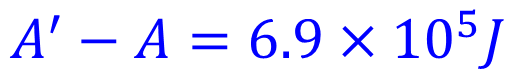 A′ − A = 6.9 × 10⁵J